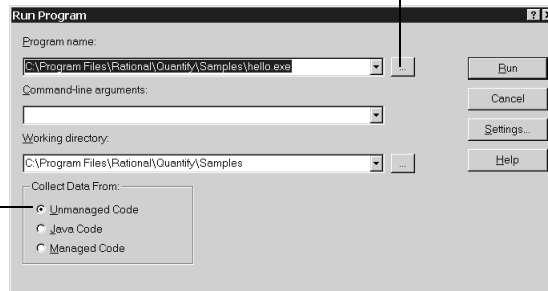 Run Program
Program name:
C:\Program Files\Rational\Quantify\Samples\hello.exe
...
Run
Command-line arguments:
Cancel
Working directory:
Settings...
C:\Program Files\Rational\Quantify\Samples
...
Help
Collect Data From:
Unmanaged Code
Java Code
Managed Code